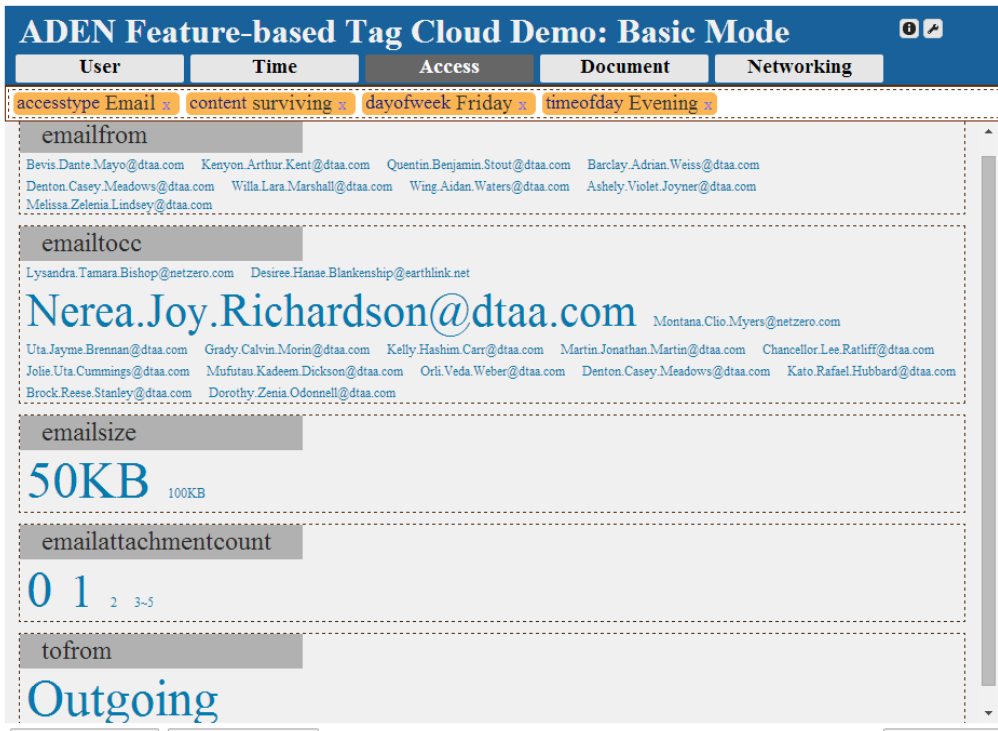 ADEN Feature-based Tag Cloud Demo: Basic Mode
User Time Access Document Networking
accesstype Email x content surviving x dayofweek Friday x timeofday Evening x
emailfrom
Bevis.Dante.Mayo@dtaa.com Kenyon.Arthur.Kent@dtaa.com Quentin.Benjamin.Stout@dtaa.com Barclay.Adrian.Weiss@dtaa.com
Denton.Casey.Meadows@dtaa.com Willa.Lara.Marshall@dtaa.com Wing.Aidan.Waters@dtaa.com Ashely.Violet.Joyner@dtaa.com
Melissa.Zelenia.Lindsey@dtaa.com
emailtocc
Lysandra.Tamara.Bishop@netzero.com Desiree.Hanae.Blankenship@earthlink.net
Nerea.Joy.Richardson@dtaa.com Montana.Clio.Myers@netzero.com
Uta.Jayme.Brennan@dtaa.com Grady.Calvin.Morin@dtaa.com Kelly.Hashim.Carr@dtaa.com Martin.Jonathan.Martin@dtaa.com Chancellor.Lee.Ratliff@dtaa.com
Jolie.Uta.Cummings@dtaa.com Mufutau.Kadeem.Dickson@dtaa.com Orli.Veda.Weber@dtaa.com Denton.Casey.Meadows@dtaa.com Kato.Rafael.Hubbard@dtaa.com
Brock.Reese.Stanley@dtaa.com Dorothy.Zenia.Odonnell@dtaa.com
emailsize
50KB 100KB
emailattachmentcount
0 1 2 3~5
tofrom
Outgoing